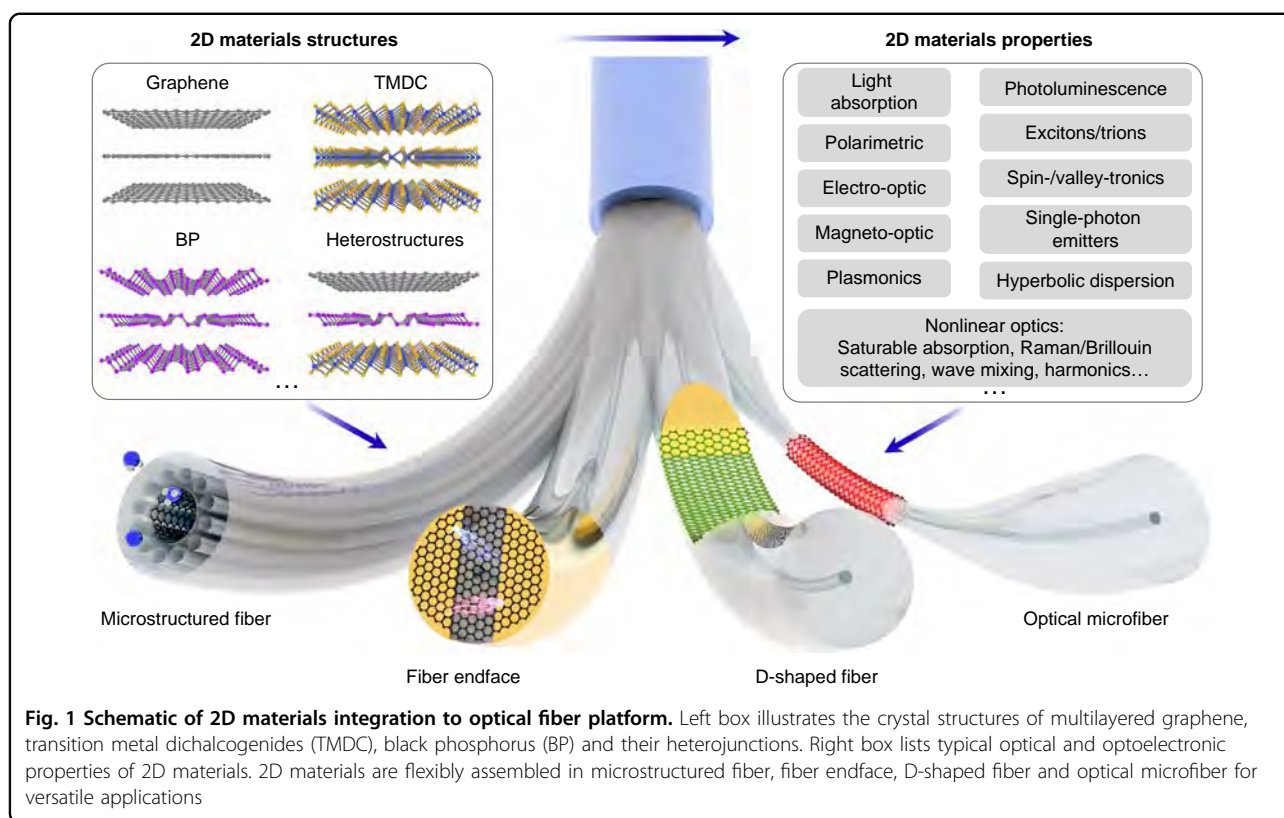 2D materials structures
2D materials properties
Graphene
TMDC
BP
Heterostructures
...
Light
absorption
Polarimetric
Electro-optic
Magneto-optic
Plasmonics
Photoluminescence
Excitons/trions
Spin-/valley-tronics
Single-photon
emitters
Hyperbolic dispersion
Nonlinear optics:
Saturable absorption, Raman/Brillouin
scattering, wave mixing, harmonics...
...
Microstructured fiber
Fiber endface
D-shaped fiber
Optical microfiber
Fig. 1 Schematic of 2D materials integration to optical fiber platform. Left box illustrates the crystal structures of multilayered graphene,
transition metal dichalcogenides (TMDC), black phosphorus (BP) and their heterojunctions. Right box lists typical optical and optoelectronic
properties of 2D materials. 2D materials are flexibly assembled in microstructured fiber, fiber endface, D-shaped fiber and optical microfiber for
versatile applications